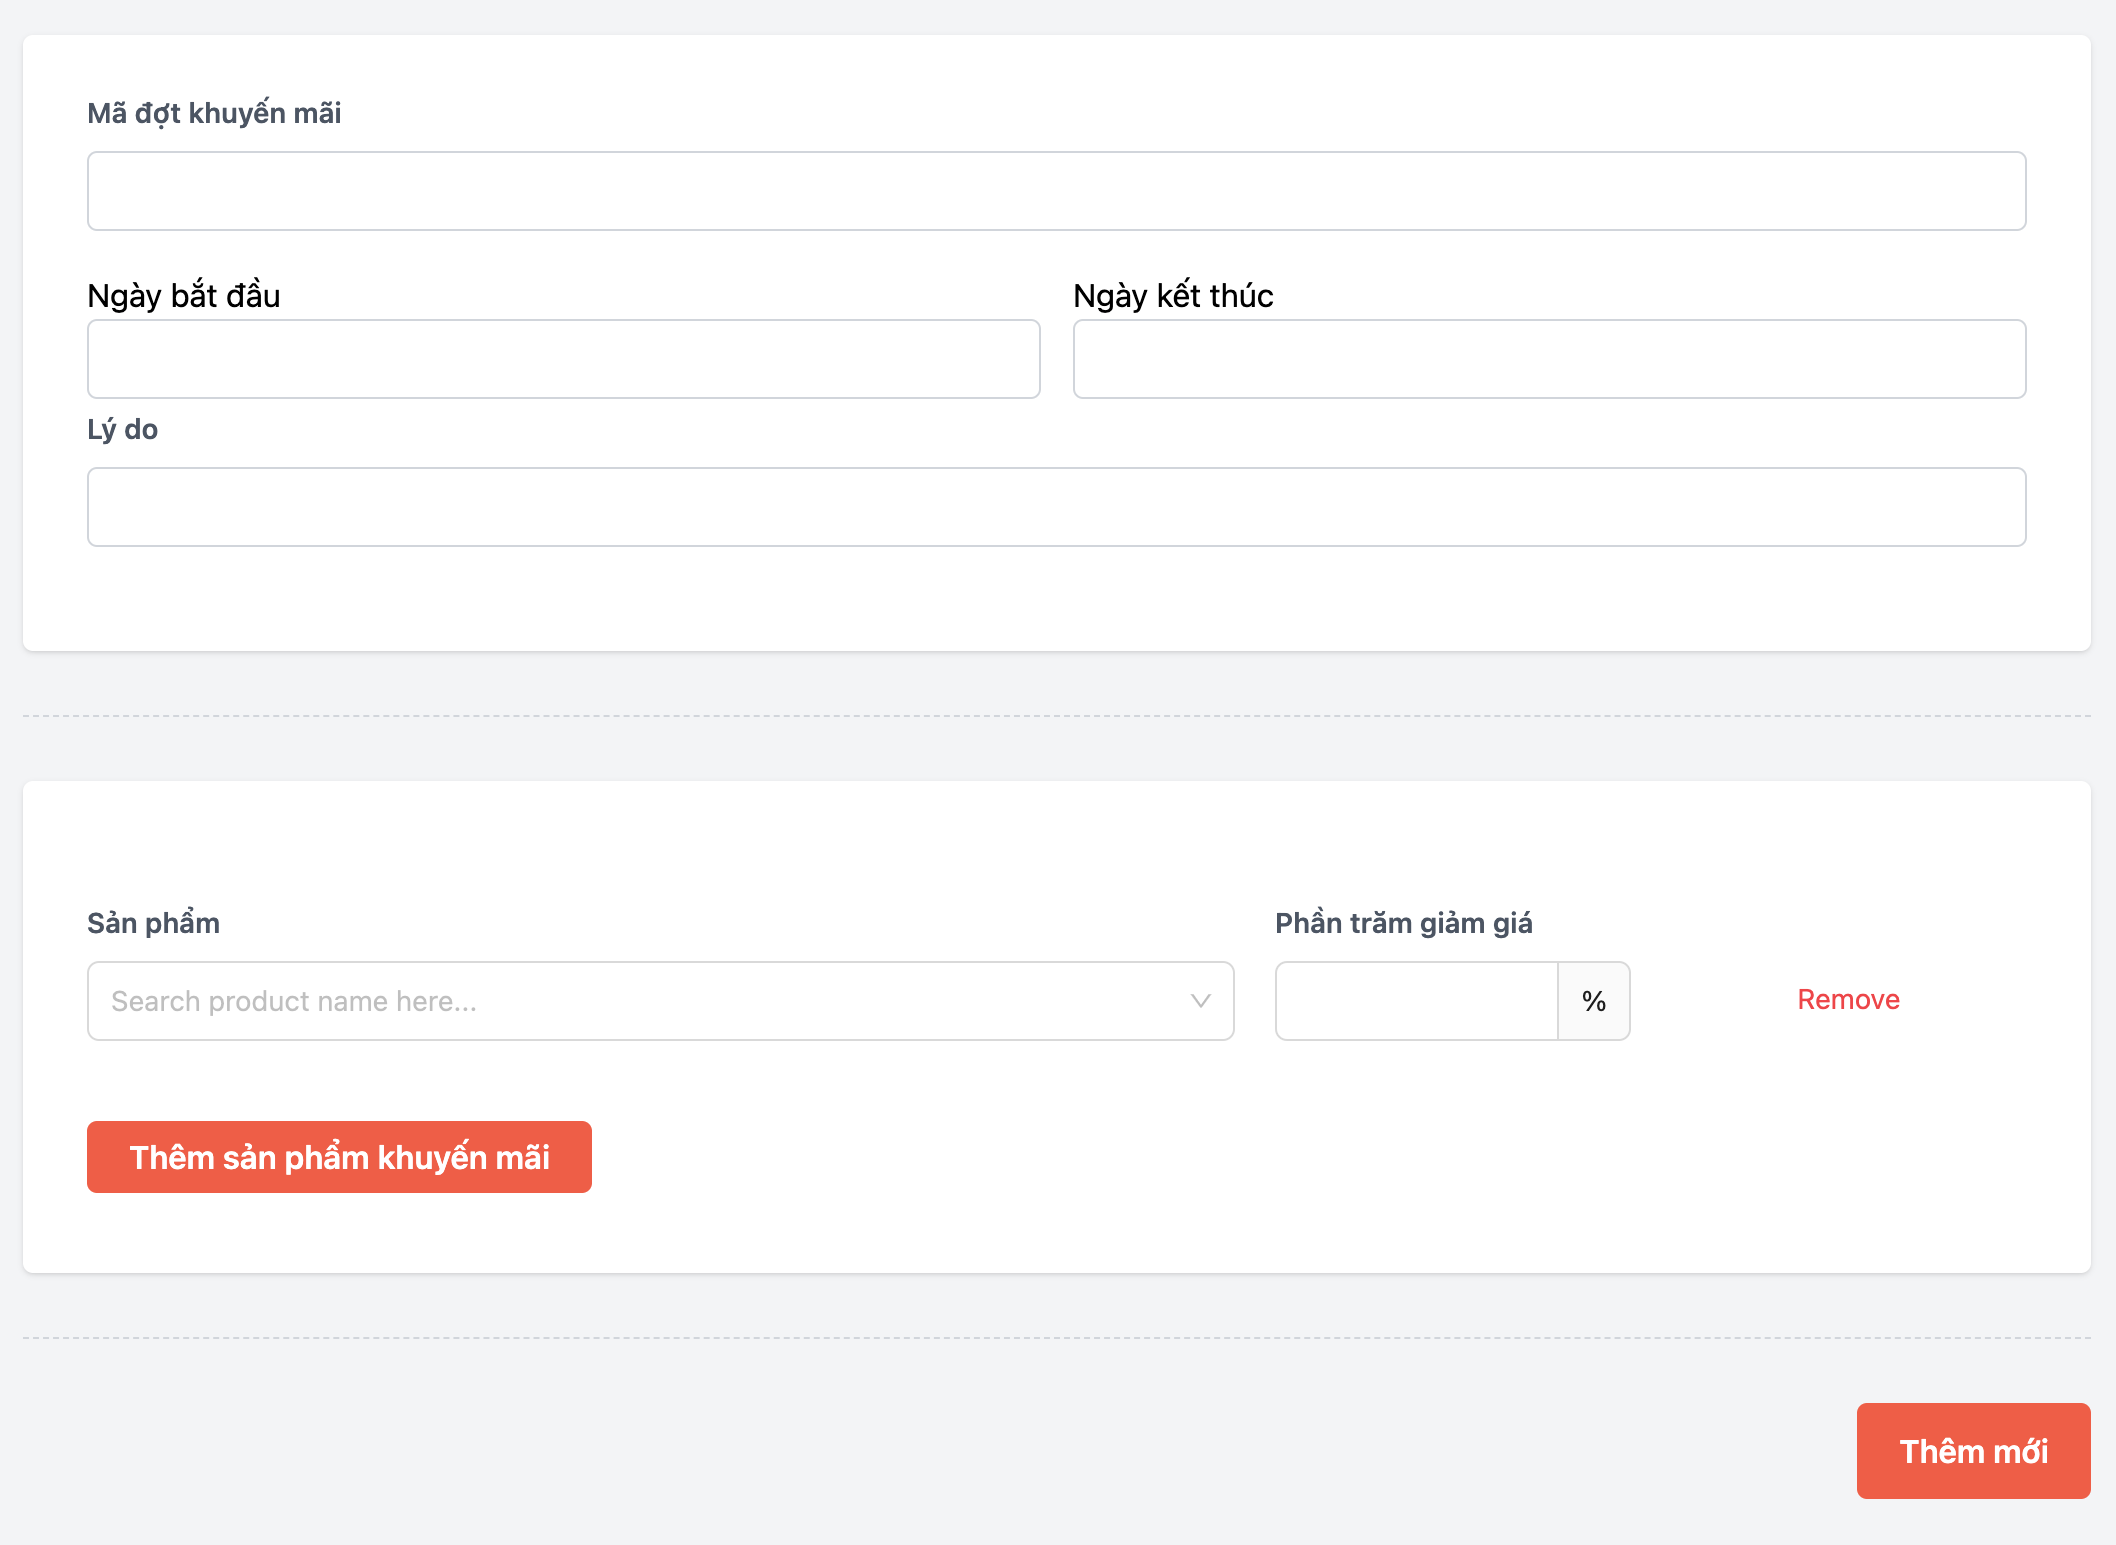 Mã đợt khuyến mãi
Ngày bắt đầu
Ngày kết thúc
Lý do
Sản phẩm
Phần trăm giảm giá
Search product name here...
%
Remove
Thêm sản phẩm khuyến mãi
Thêm mới